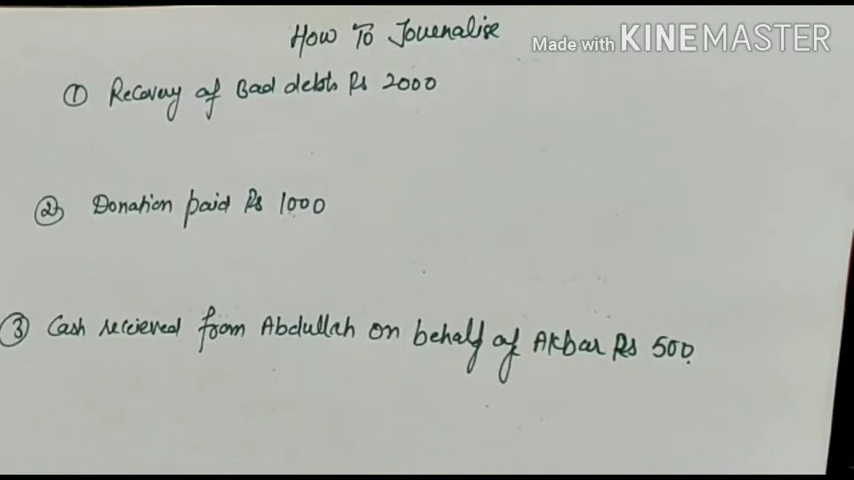 How To Journalise
Made with KINEMASTER
① Recovery of Bad debts Rs 2000
② Donation paid Rs 1000
③ Cash recieved from Abdullah on behalf of Akbar Rs 500.